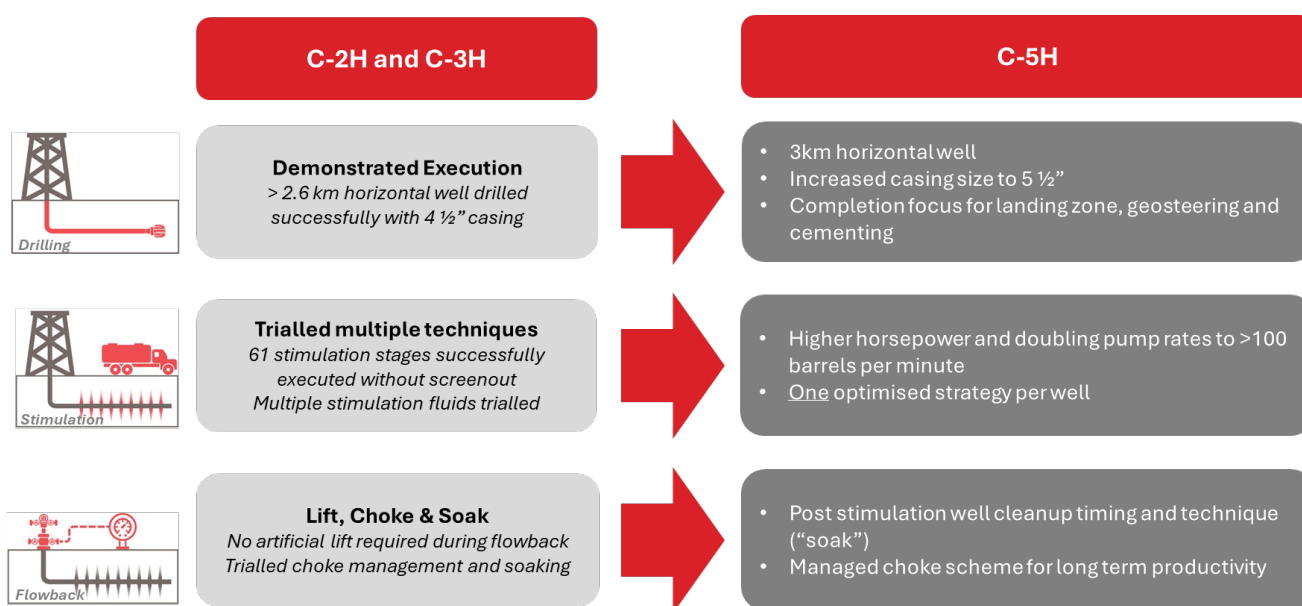 C-2H and C-3H
C-5H
Drilling
Demonstrated Execution
> 2.6 km horizontal well drilled
successfully with 4 ½” casing
• 3km horizontal well
• Increased casing size to 5 ½”
• Completion focus for landing zone, geosteering and
cementing
Stimulation
Trialled multiple techniques
61 stimulation stages successfully
executed without screenout
Multiple stimulation fluids trialled
• Higher horsepower and doubling pump rates to >100
barrels per minute
• One optimised strategy per well
Flowback
Lift, Choke & Soak
No artificial lift required during flowback
Trialled choke management and soaking
• Post stimulation well cleanup timing and technique
(“soak”)
• Managed choke scheme for long term productivity